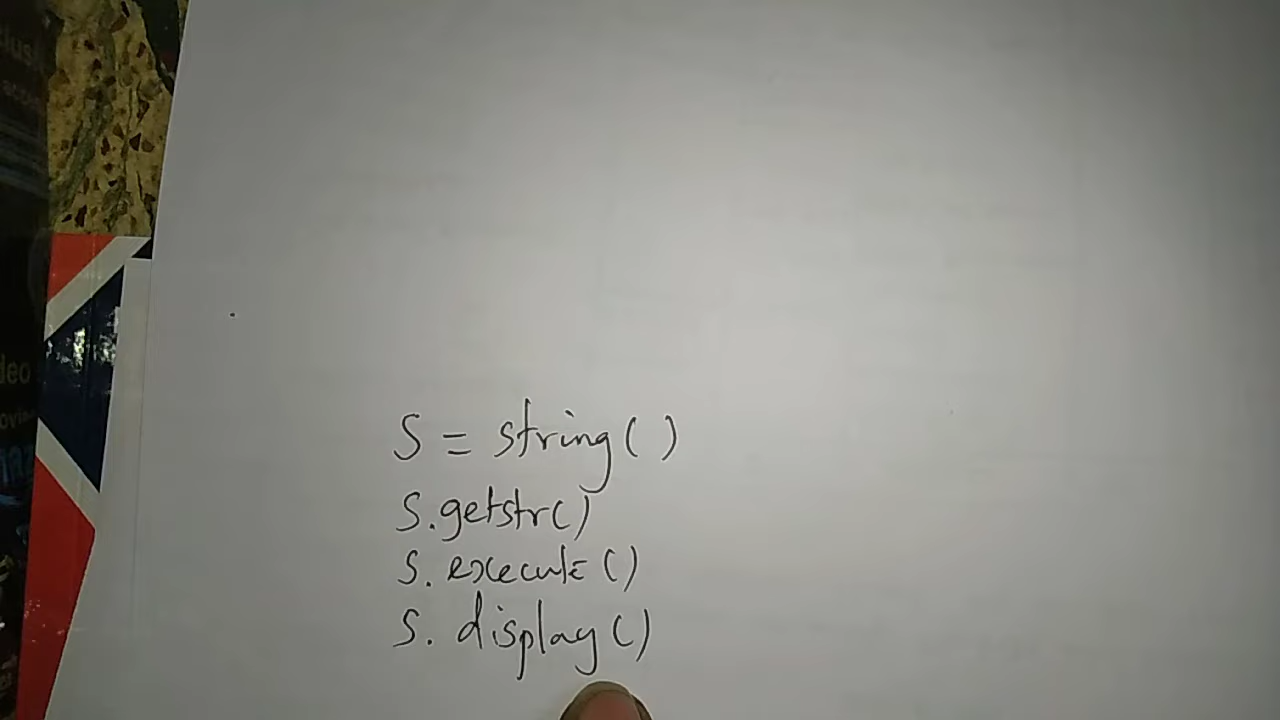 S = string()
S.getstr()
S. execute()
S. display()